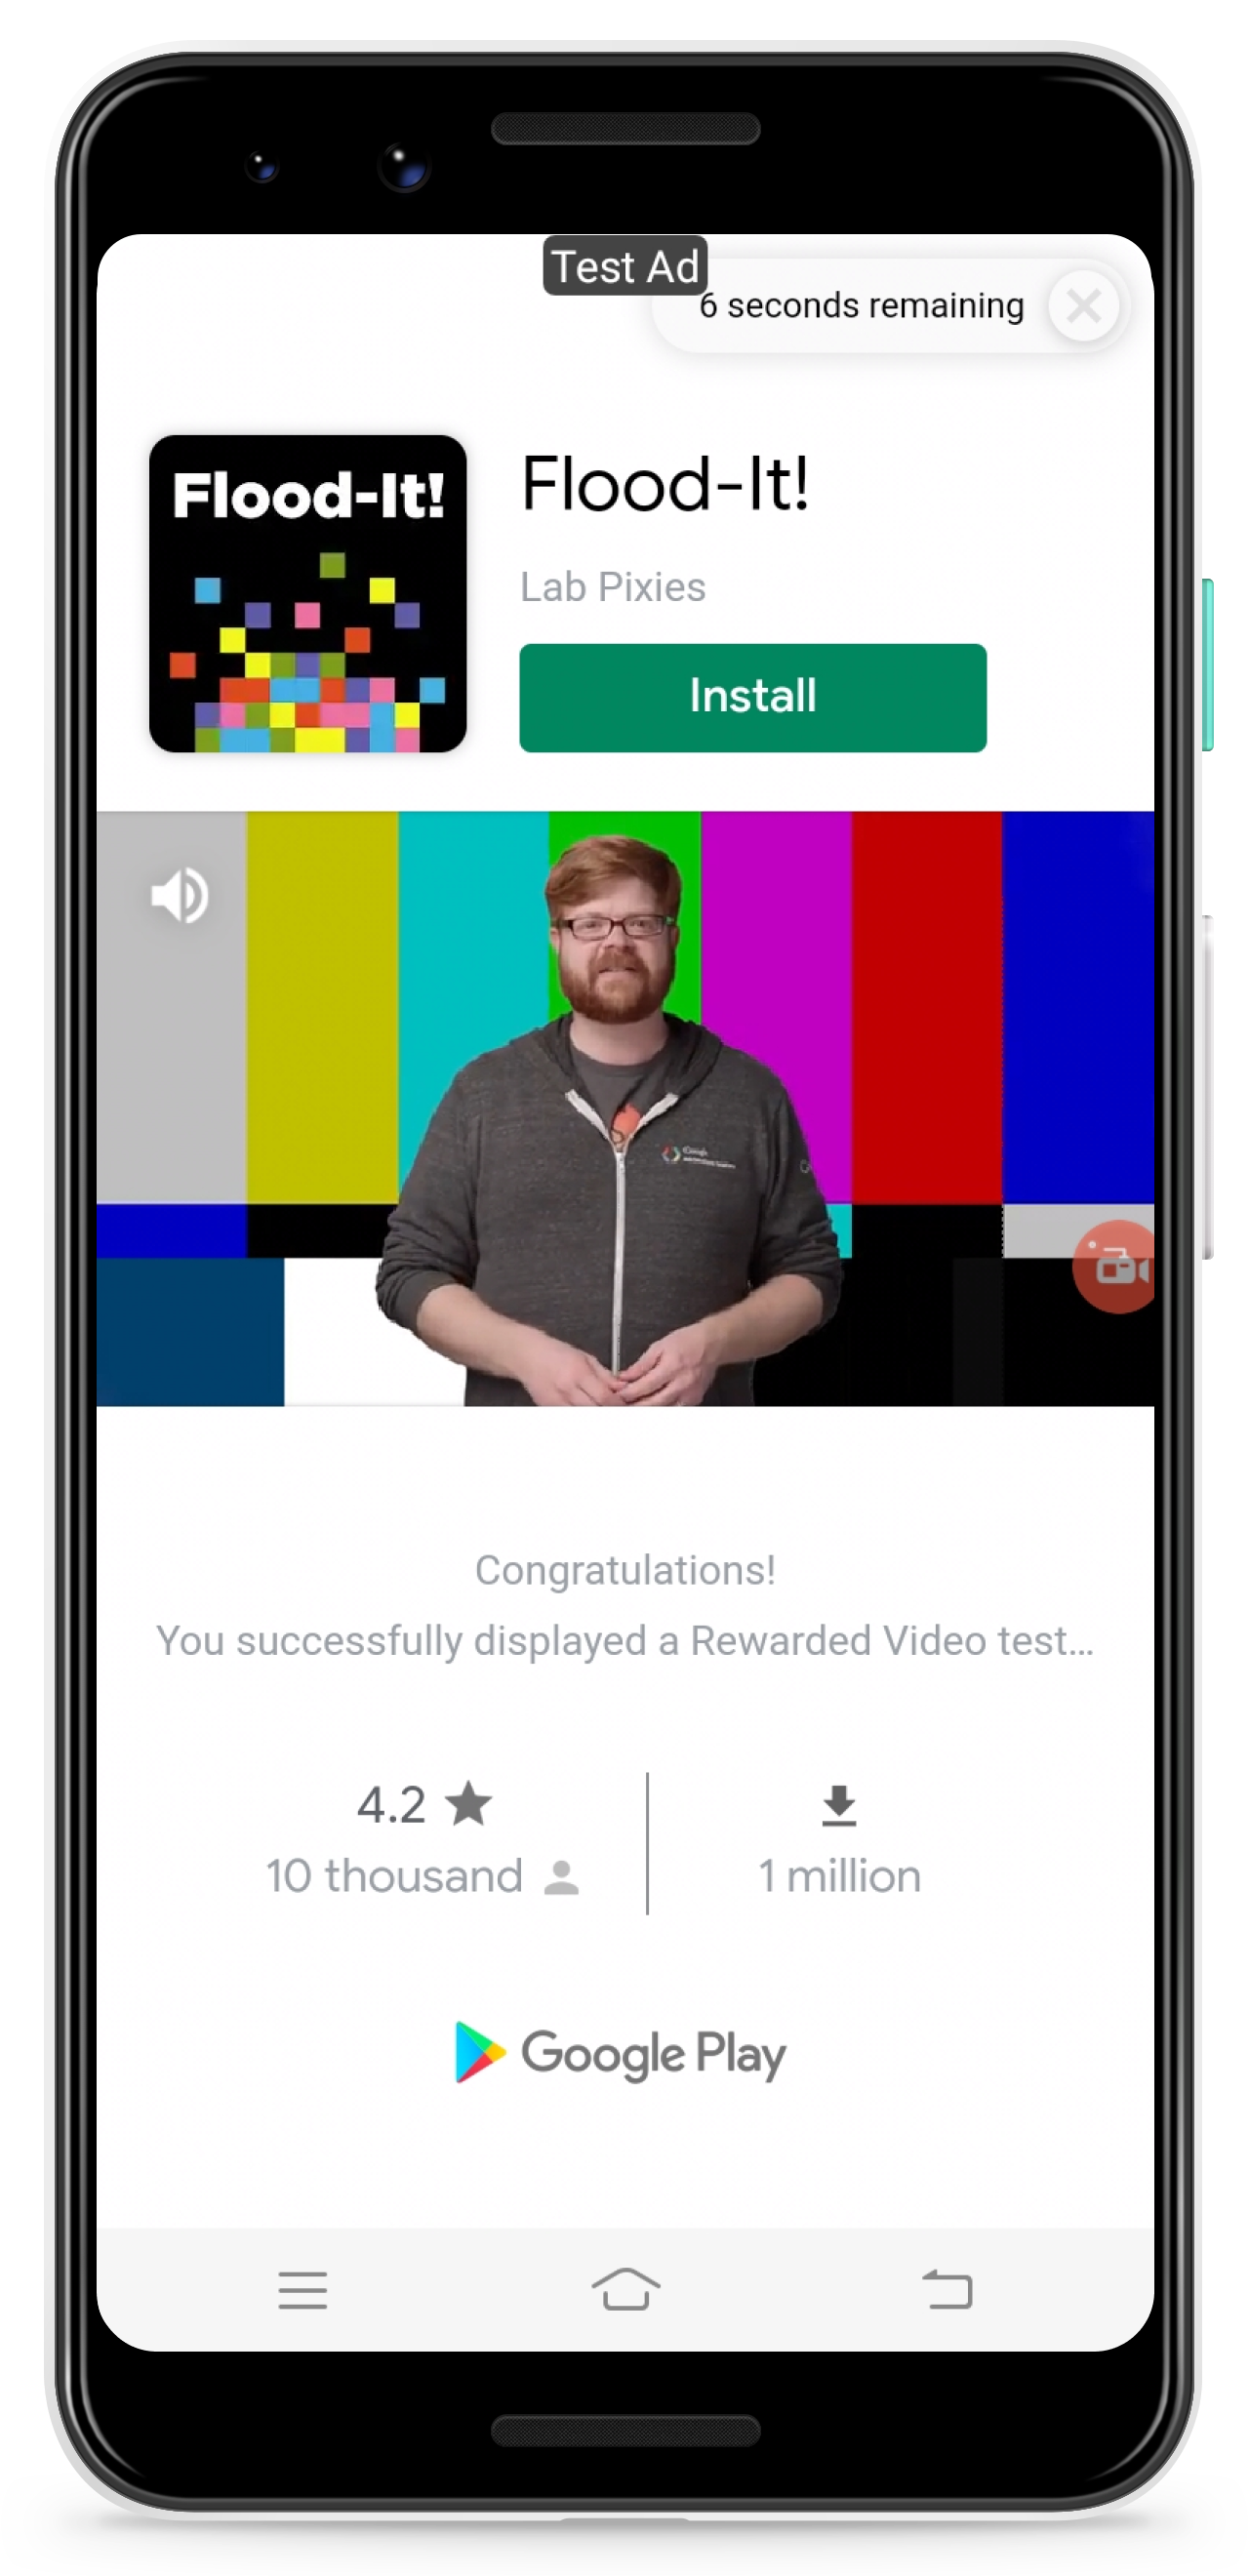 Test Ad
6 seconds remaining
Flood-It!
Flood-It!
Lab Pixies
Install
Google
Congratulations!
You successfully displayed a Rewarded Video test...
4.2
10 thousand
1 million
Google Play